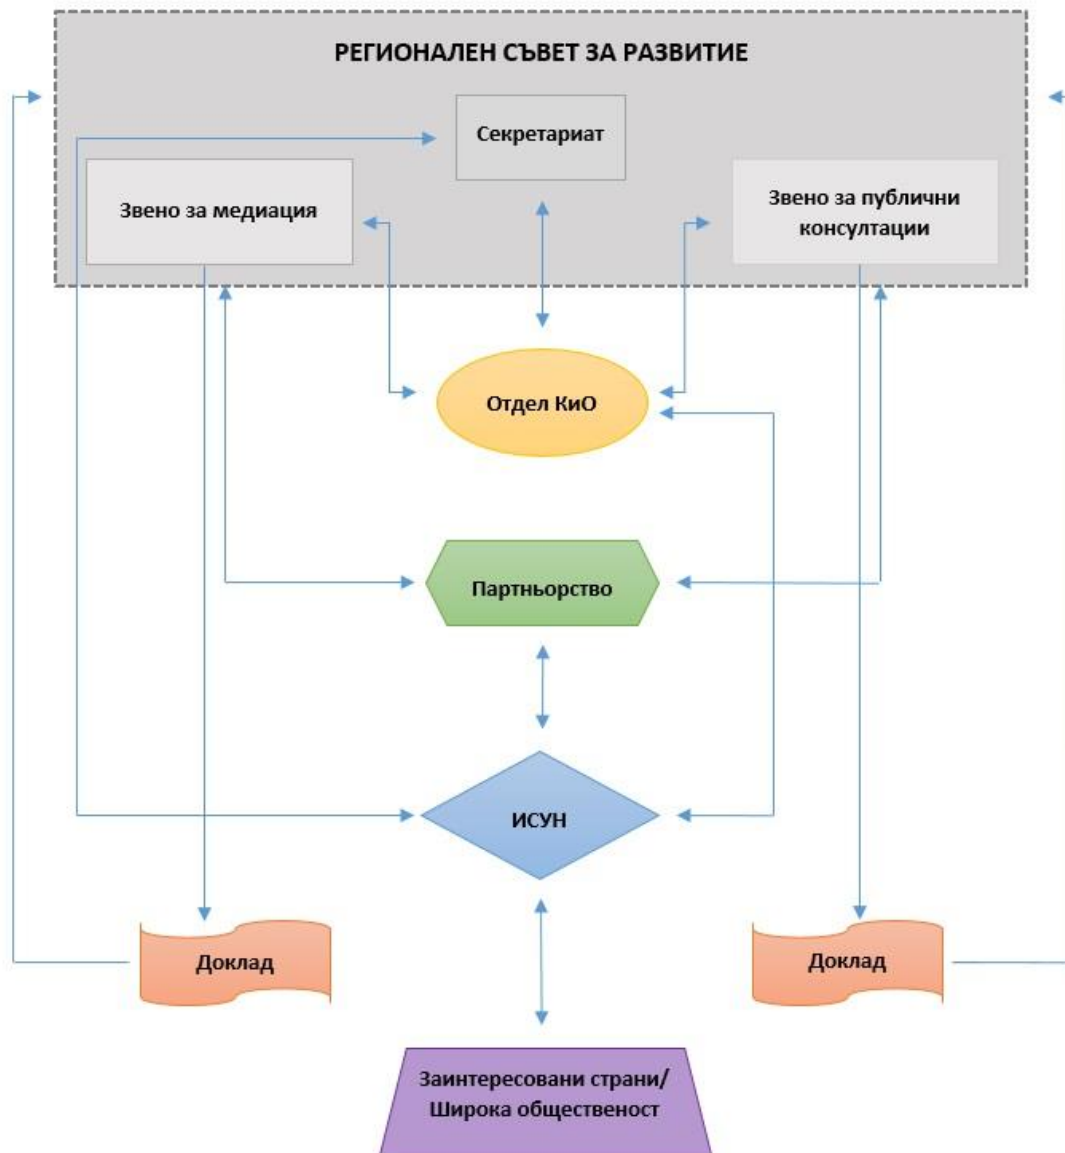 РЕГИОНАЛЕН СЪВЕТ ЗА РАЗВИТИЕ
Секретариат
Звено за медиация
Звено за публични
консултации
Отдел КиО
Партньорство
ИСУН
Доклад
Доклад
Заинтересовани страни/
Широка общественост